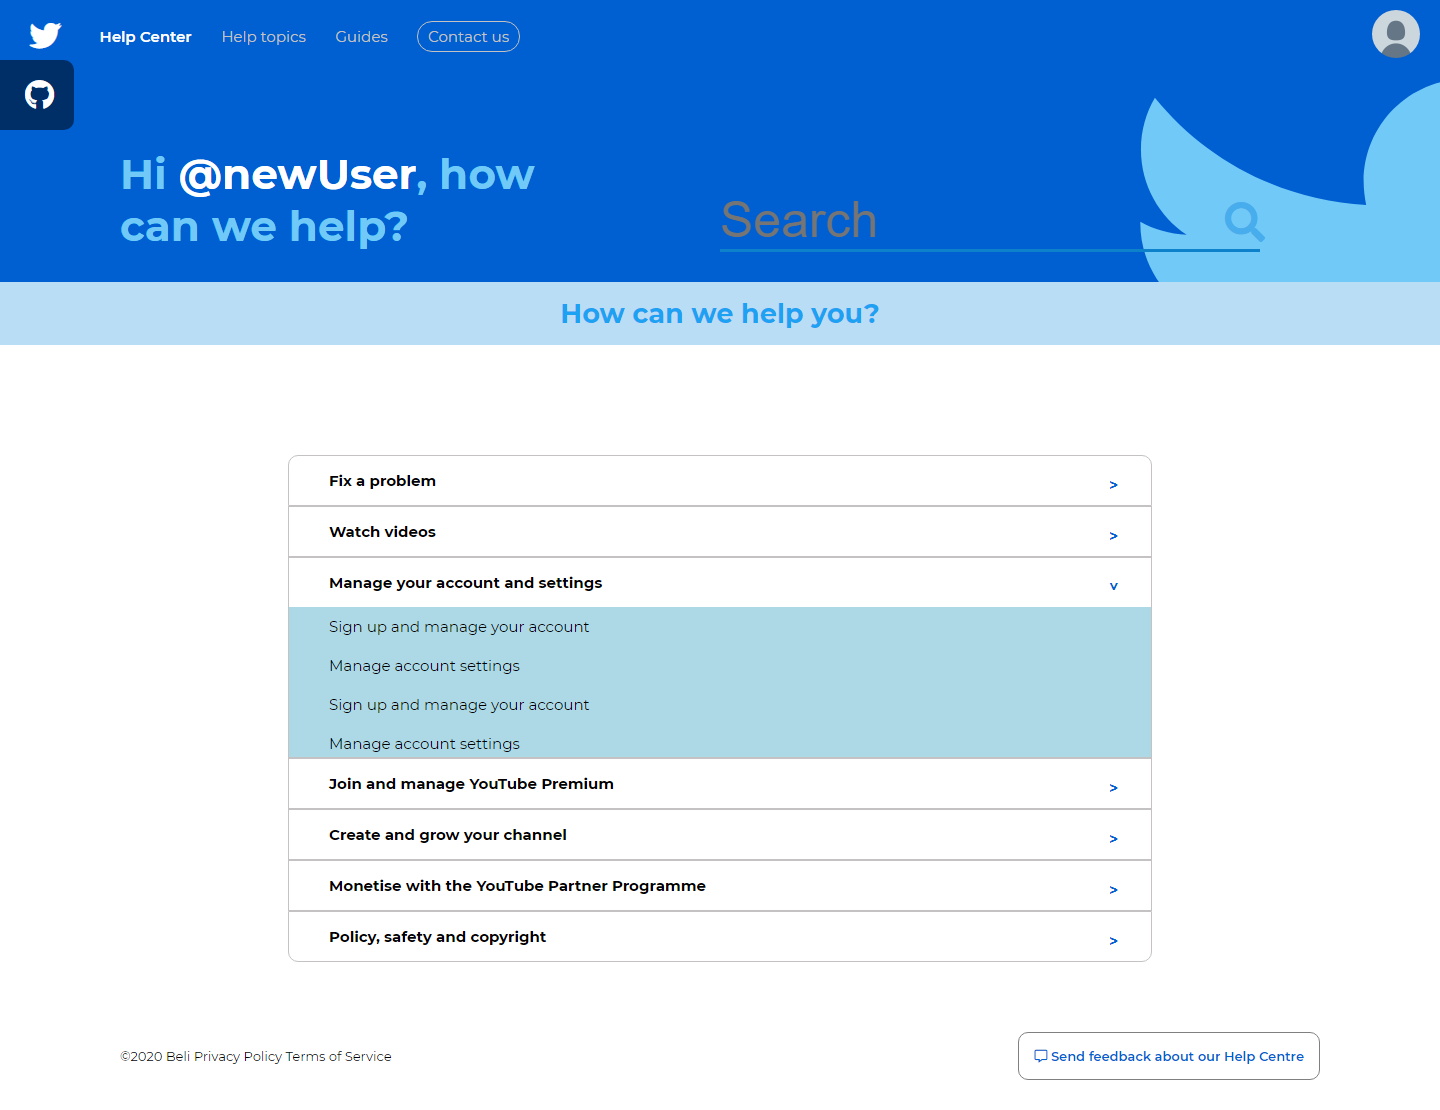 Help Center Help topics Guides Contact us
Hi @newUser, how
can we help?
Search
How can we help you?
Fix a problem >
Watch videos >
Manage your account and settings v
Sign up and manage your account
Manage account settings
Sign up and manage your account
Manage account settings
Join and manage YouTube Premium >
Create and grow your channel >
Monetise with the YouTube Partner Programme >
Policy, safety and copyright >
©2020 Beli Privacy Policy Terms of Service
Send feedback about our Help Centre